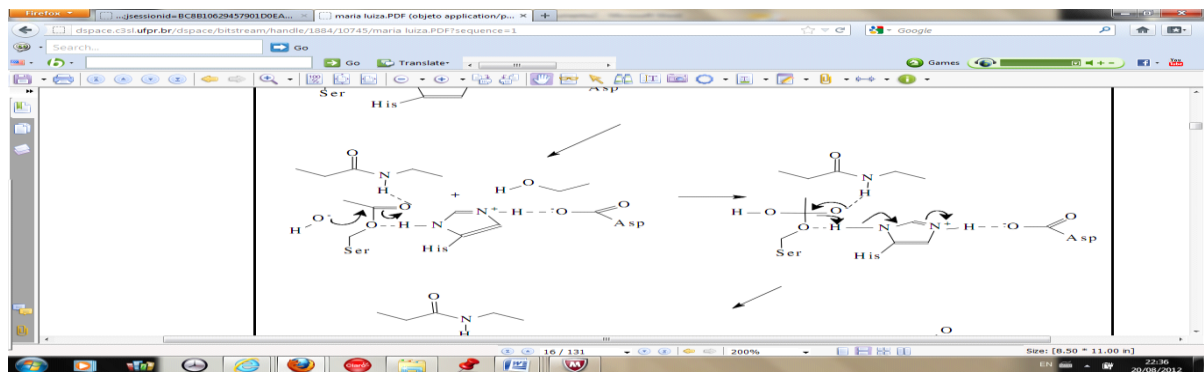 Firefox
...;jsessionid=BC8B10629457901D0EA... × maria luiza.PDF (objeto application/p... × +
dspace.c3sl.ufpr.br/dspace/bitstream/handle/1884/10745/maria luiza.PDF?sequence=1
Google
Search...
Go
Go
Translate
Games
You
Ser
His
Asp
O
N
H
H O
+
H O
O
O H N
N+ H O-
O
Asp
Ser
His
O
N
H
H O
O
O H N
N+ H O-
O
Asp
Ser
His
O
N
H
O
16 / 131
200%
Size: [8.50 * 11.00 in]
Claro
W
EN
22:36
20/08/2012